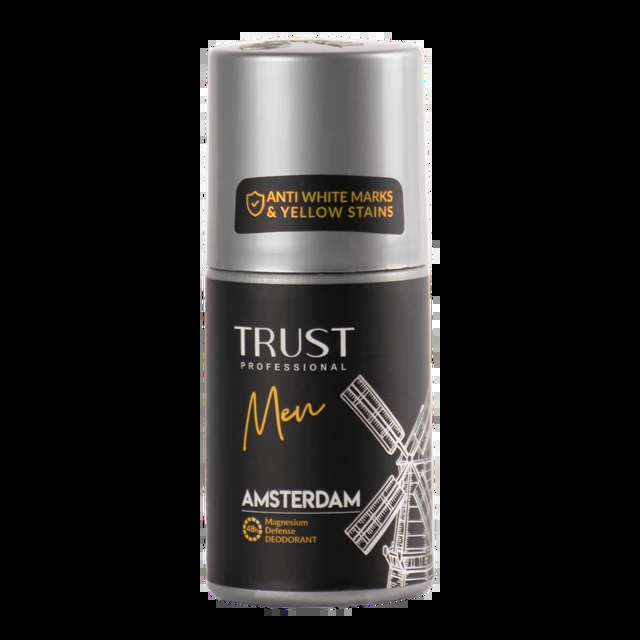 ANTI WHITE MARKS
& YELLOW STAINS
TRUST
PROFESSIONAL
Men
AMSTERDAM
48h
Magnesium
Defense
DEODORANT